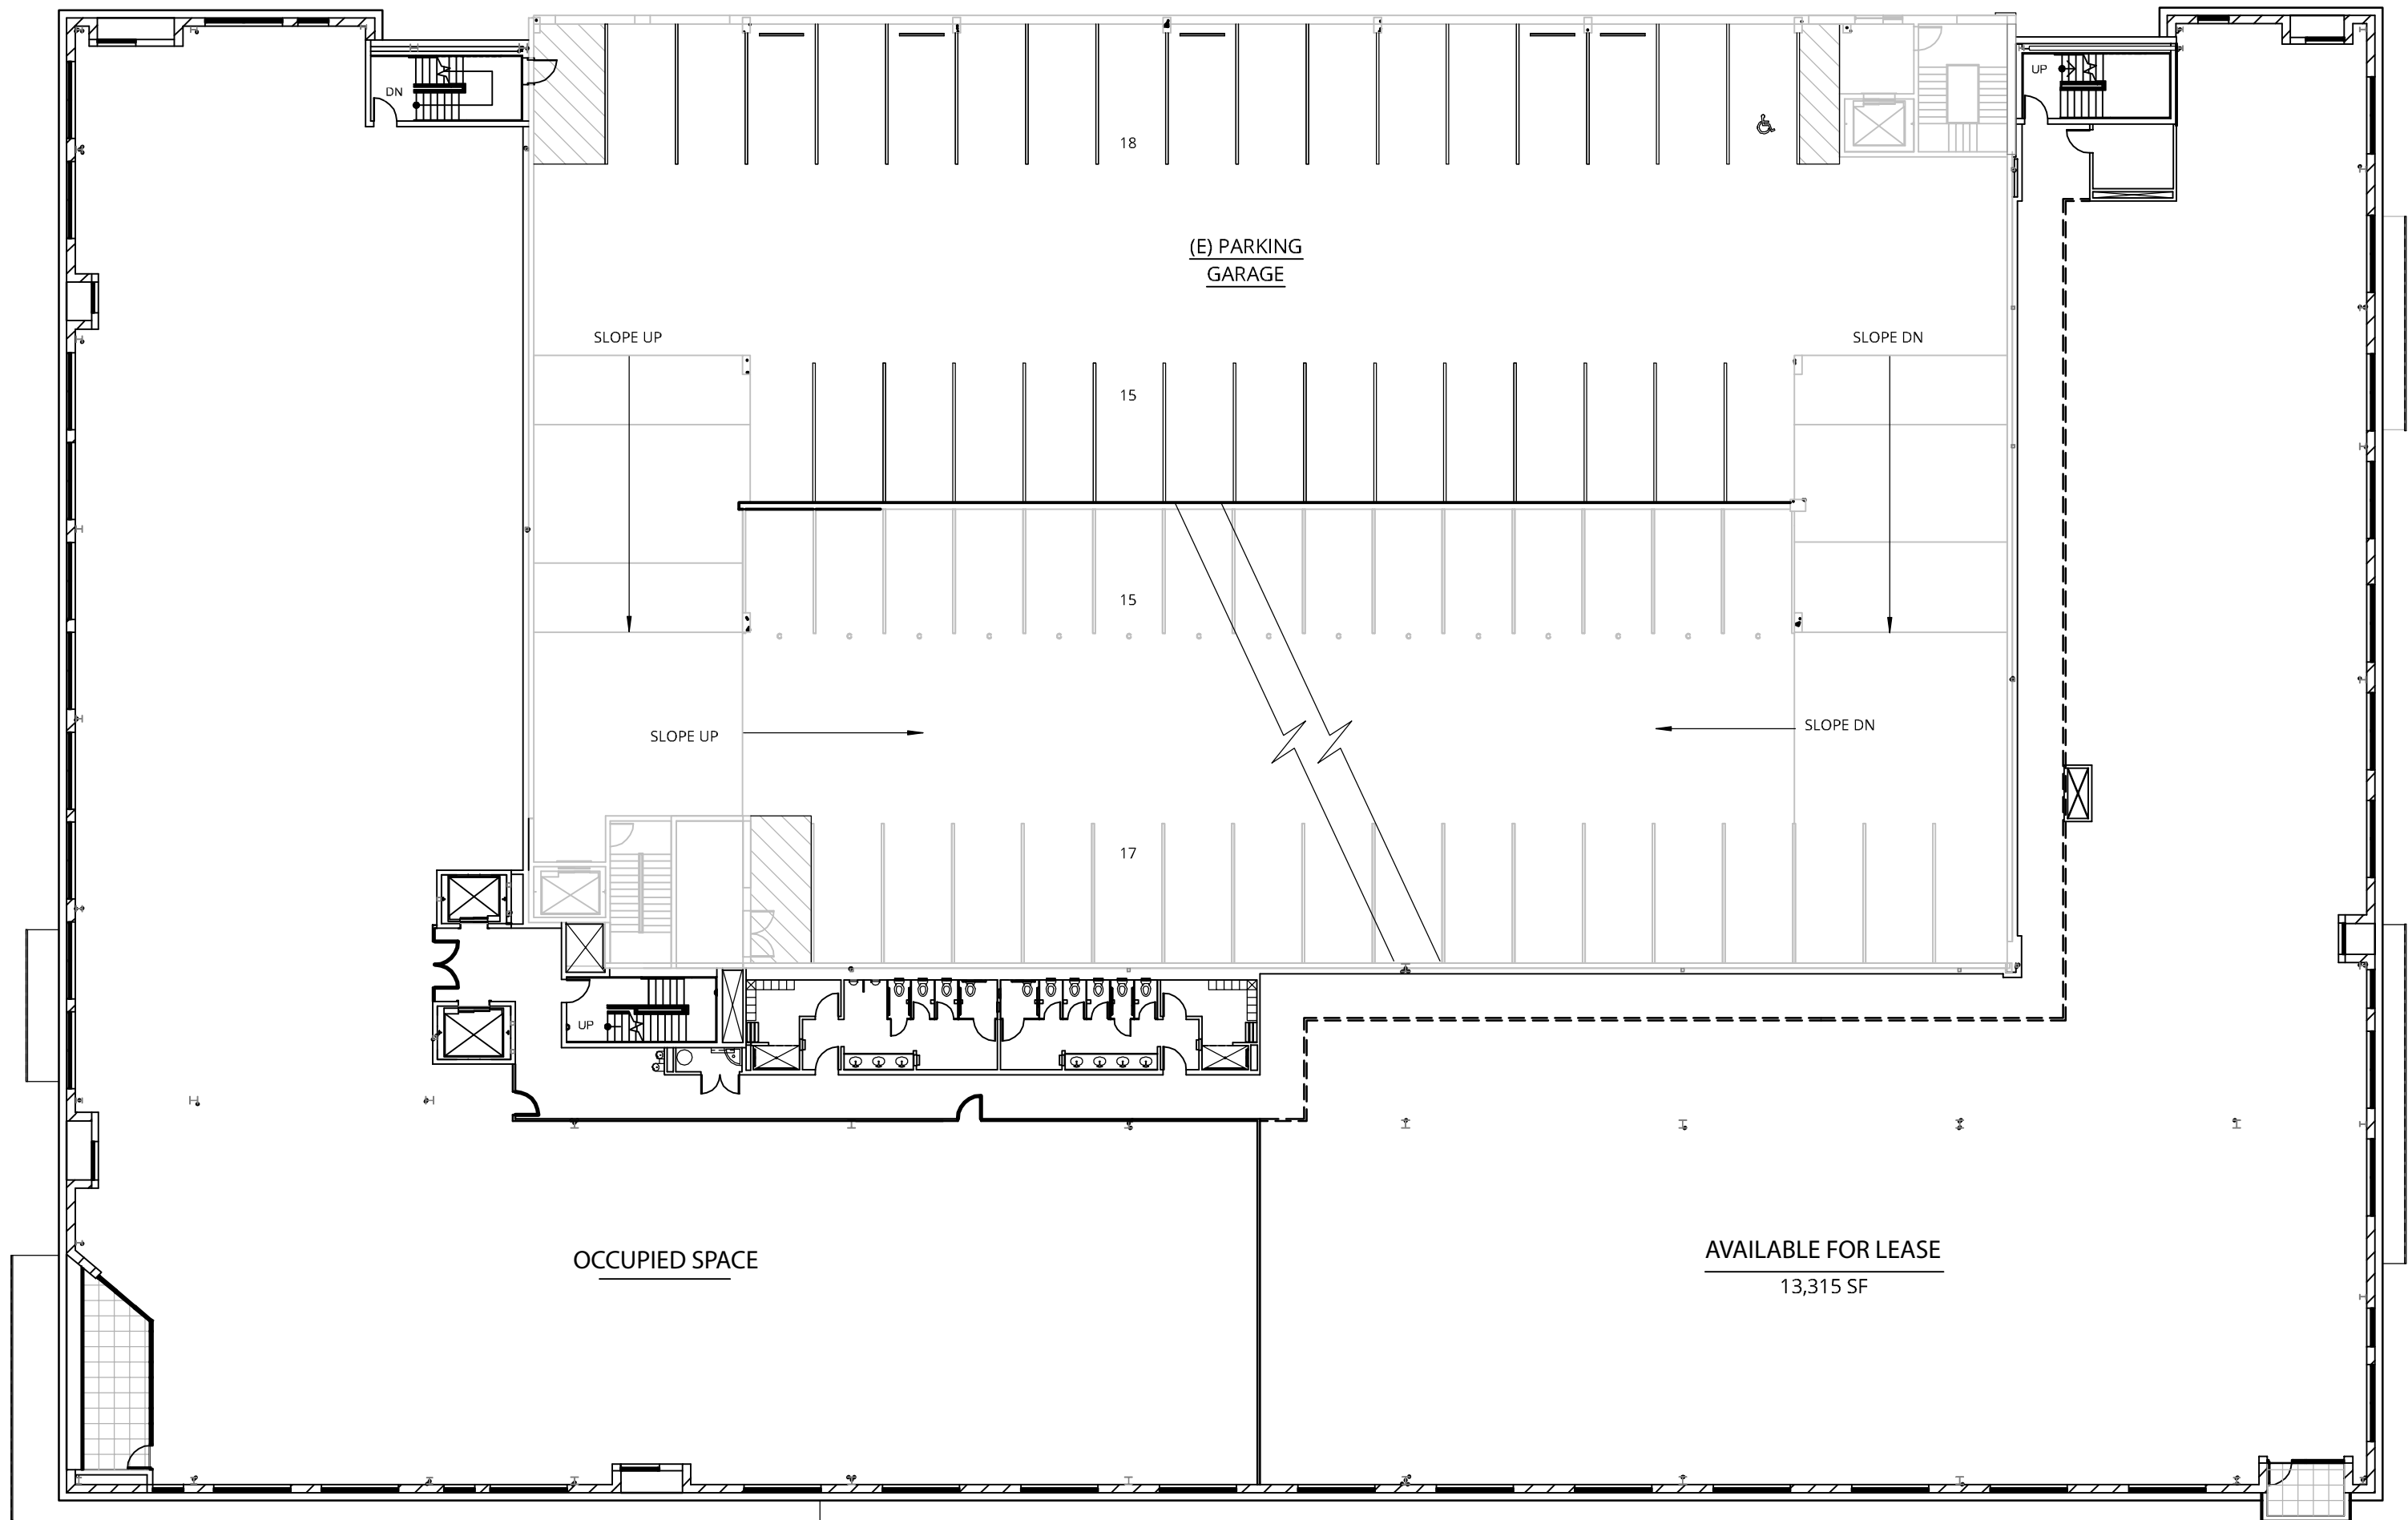 DN
UP
18
(E) PARKING
GARAGE
SLOPE UP
SLOPE DN
15
15
SLOPE UP
SLOPE DN
17
UP
OCCUPIED SPACE
AVAILABLE FOR LEASE
13,315 SF